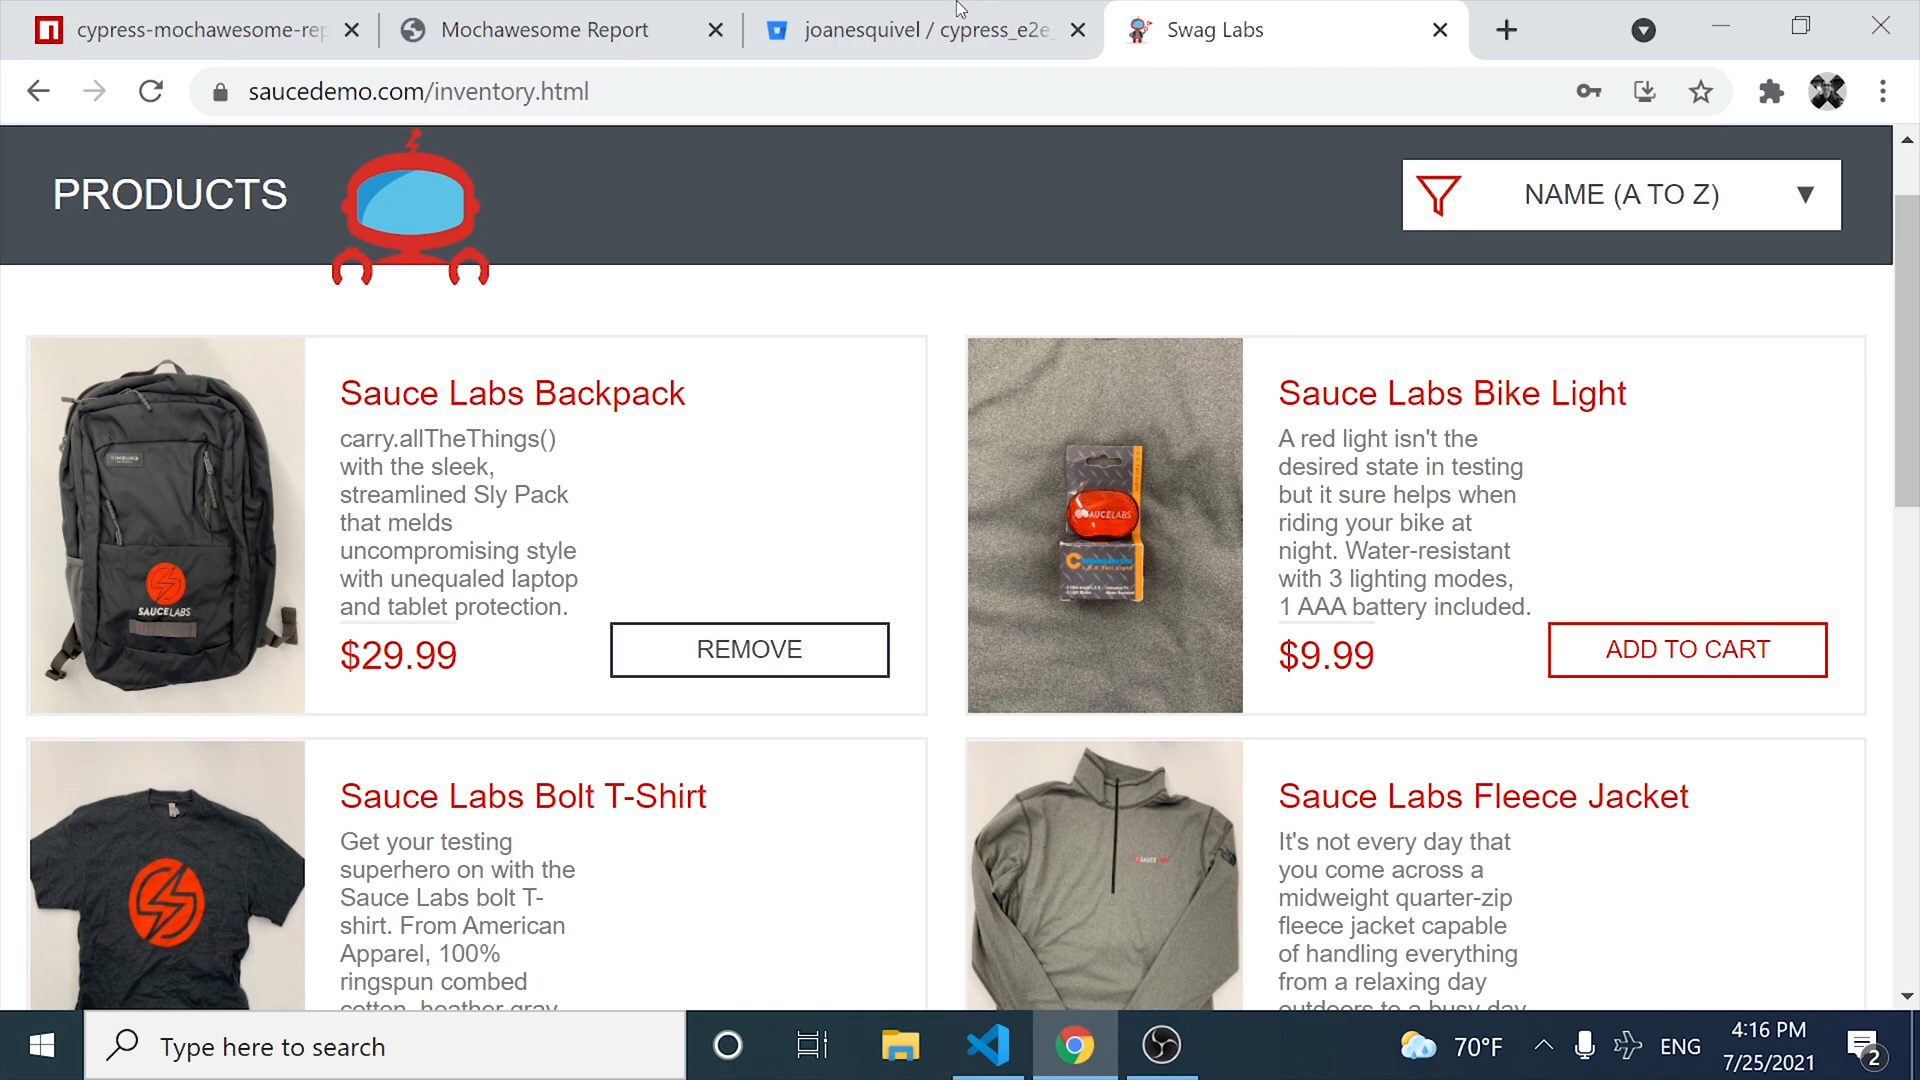 cypress-mochawesome-rep
Mochawesome Report
joanesquivel / cypress_e2e_
Swag Labs
saucedemo.com/inventory.html
PRODUCTS
NAME (A TO Z)
Sauce Labs Backpack
carry.allTheThings()
with the sleek,
streamlined Sly Pack
that melds
uncompromising style
with unequaled laptop
and tablet protection.
$29.99
REMOVE
SAUCELABS
Sauce Labs Bike Light
A red light isn't the
desired state in testing
but it sure helps when
riding your bike at
night. Water-resistant
with 3 lighting modes,
1 AAA battery included.
$9.99
ADD TO CART
SAUCELABS
Sauce Labs Bolt T-Shirt
Get your testing
superhero on with the
Sauce Labs bolt T-
shirt. From American
Apparel, 100%
ringspun combed
cotton, heather gray
Sauce Labs Fleece Jacket
It's not every day that
you come across a
midweight quarter-zip
fleece jacket capable
of handling everything
from a relaxing day
outdoors to a busy day
Type here to search
70°F
ENG
4:16 PM
7/25/2021
2